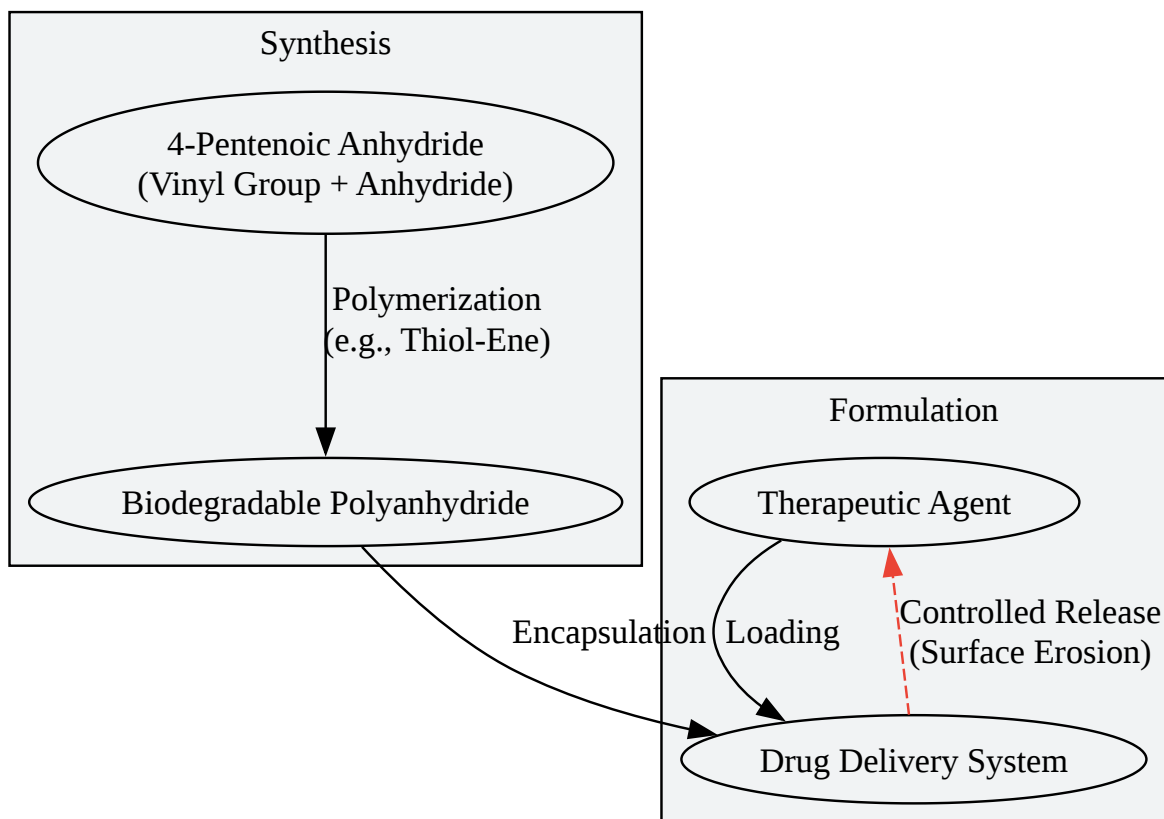 Synthesis
4-Pentenoic Anhydride
(Vinyl Group + Anhydride)
Polymerization
(e.g., Thiol-Ene)
Biodegradable Polyanhydride
Formulation
Therapeutic Agent
Encapsulation
Loading
Controlled Release
(Surface Erosion)
Drug Delivery System